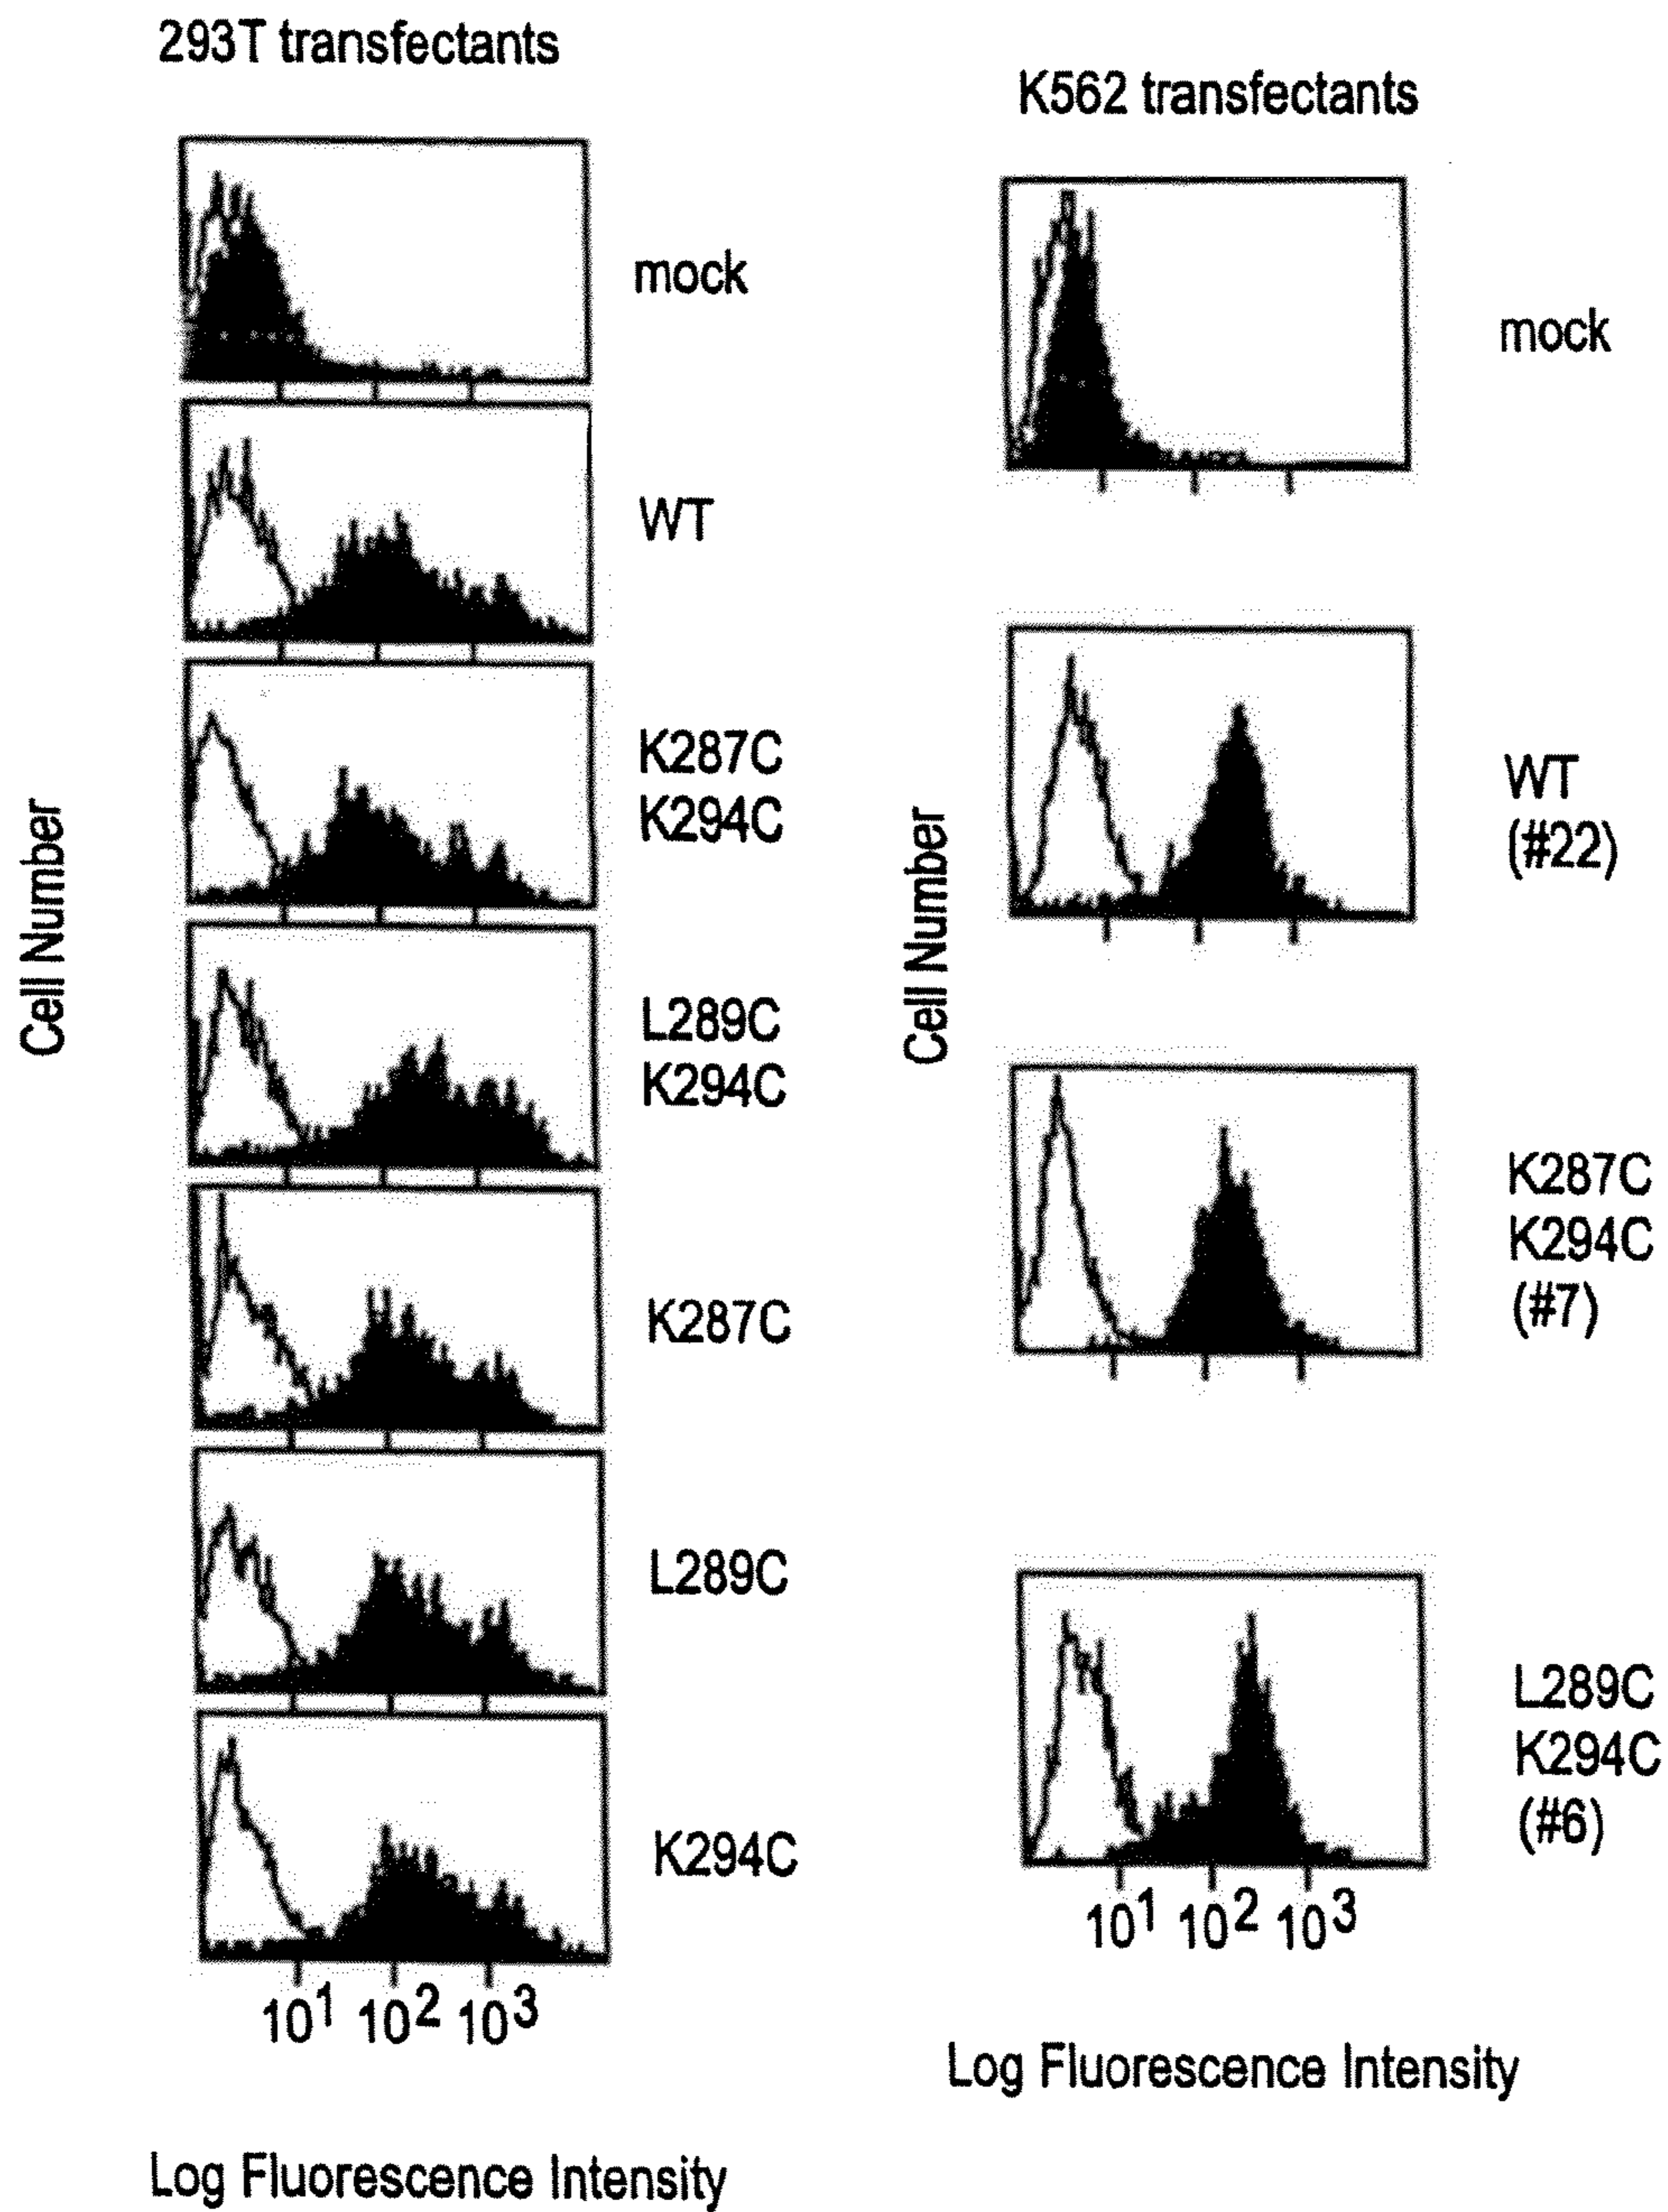 293T transfectants
mock
WT
K287C
K294C
L289C
K294C
K287C
L289C
K294C
Cell Number
101 102 103
Log Fluorescence Intensity
K562 transfectants
mock
WT
(#22)
K287C
K294C
(#7)
L289C
K294C
(#6)
Cell Number
101 102 103
Log Fluorescence Intensity